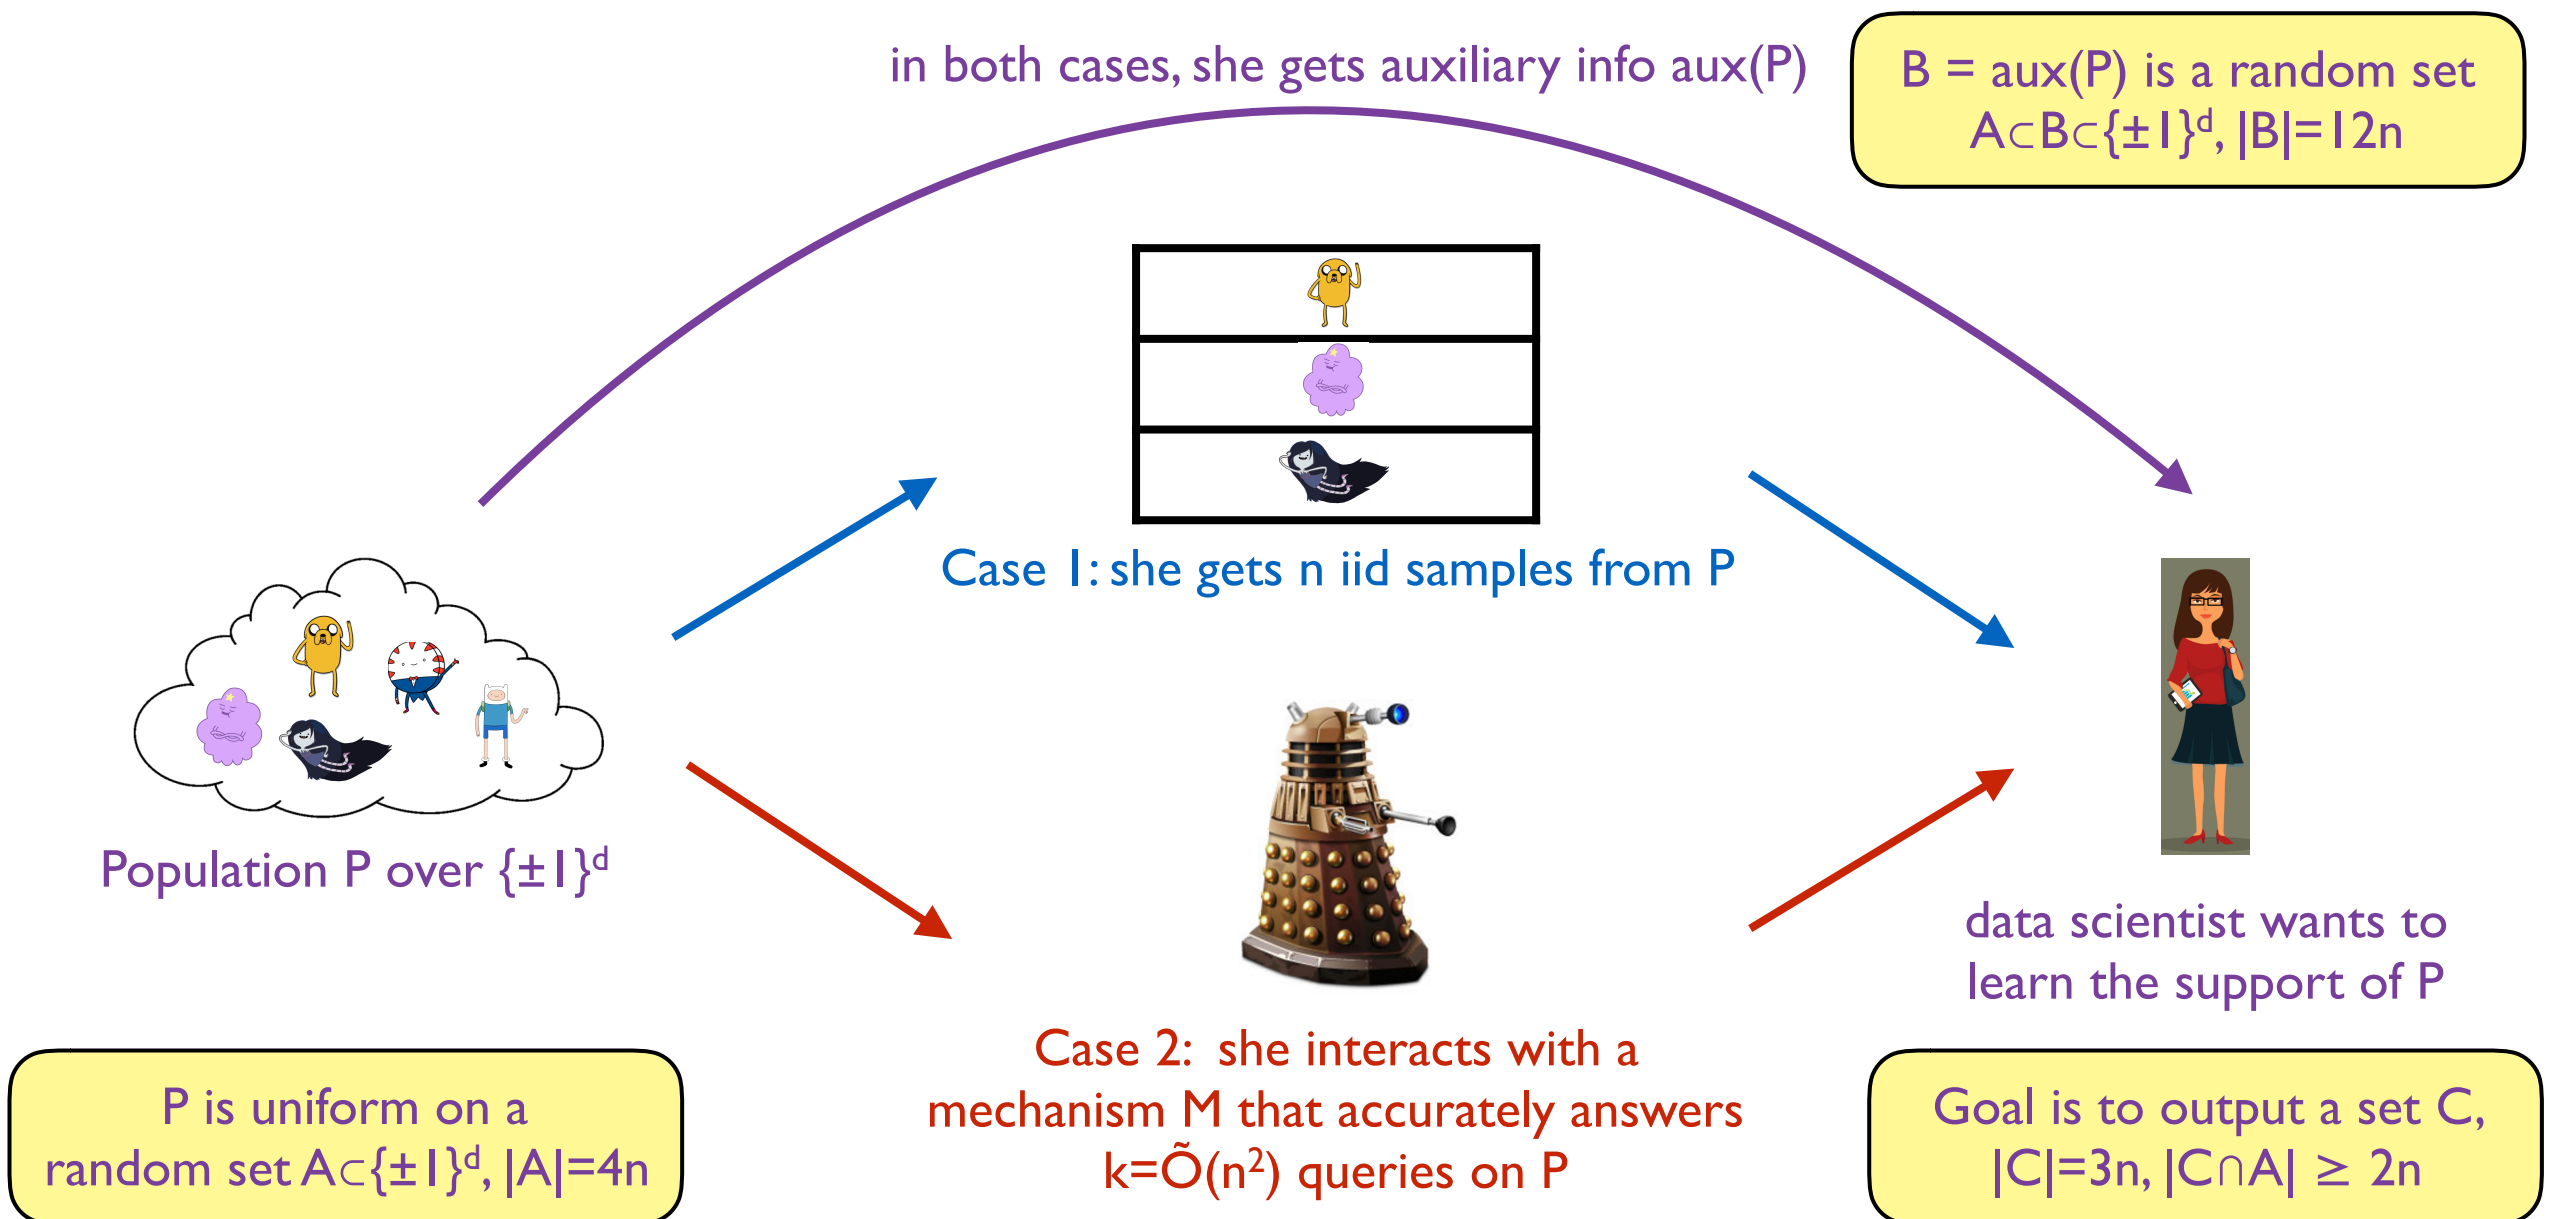 in both cases, she gets auxiliary info aux(P)
B = aux(P) is a random set
A⊂B⊂{±1}ᵈ, |B|=12n
Case 1: she gets n iid samples from P
Population P over {±1}ᵈ
data scientist wants to
learn the support of P
Case 2: she interacts with a
mechanism M that accurately answers
k=Õ(n²) queries on P
P is uniform on a
random set A⊂{±1}ᵈ, |A|=4n
Goal is to output a set C,
|C|=3n, |C∩A| ≥ 2n